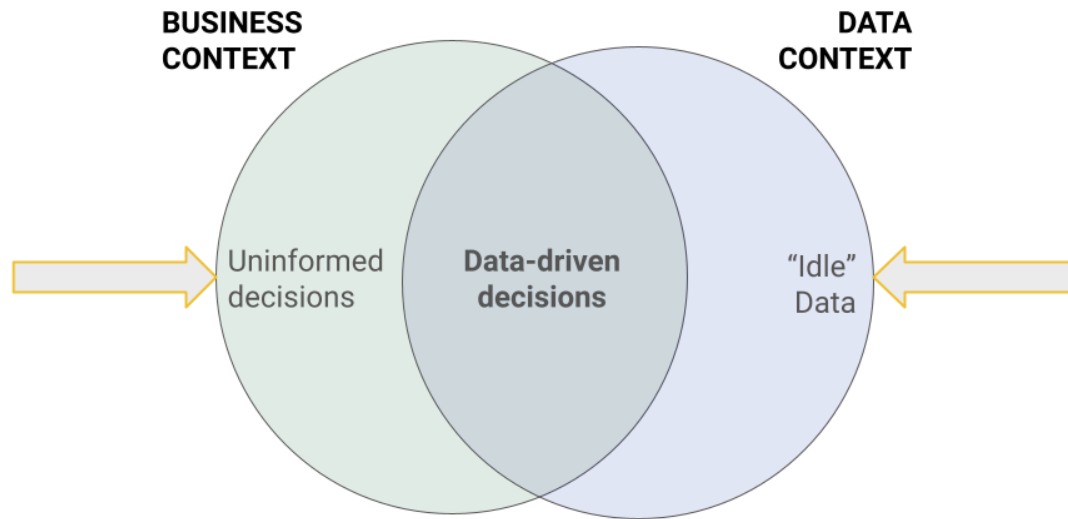 BUSINESS
CONTEXT
DATA
CONTEXT
Uninformed
decisions
Data-driven
decisions
“Idle”
Data